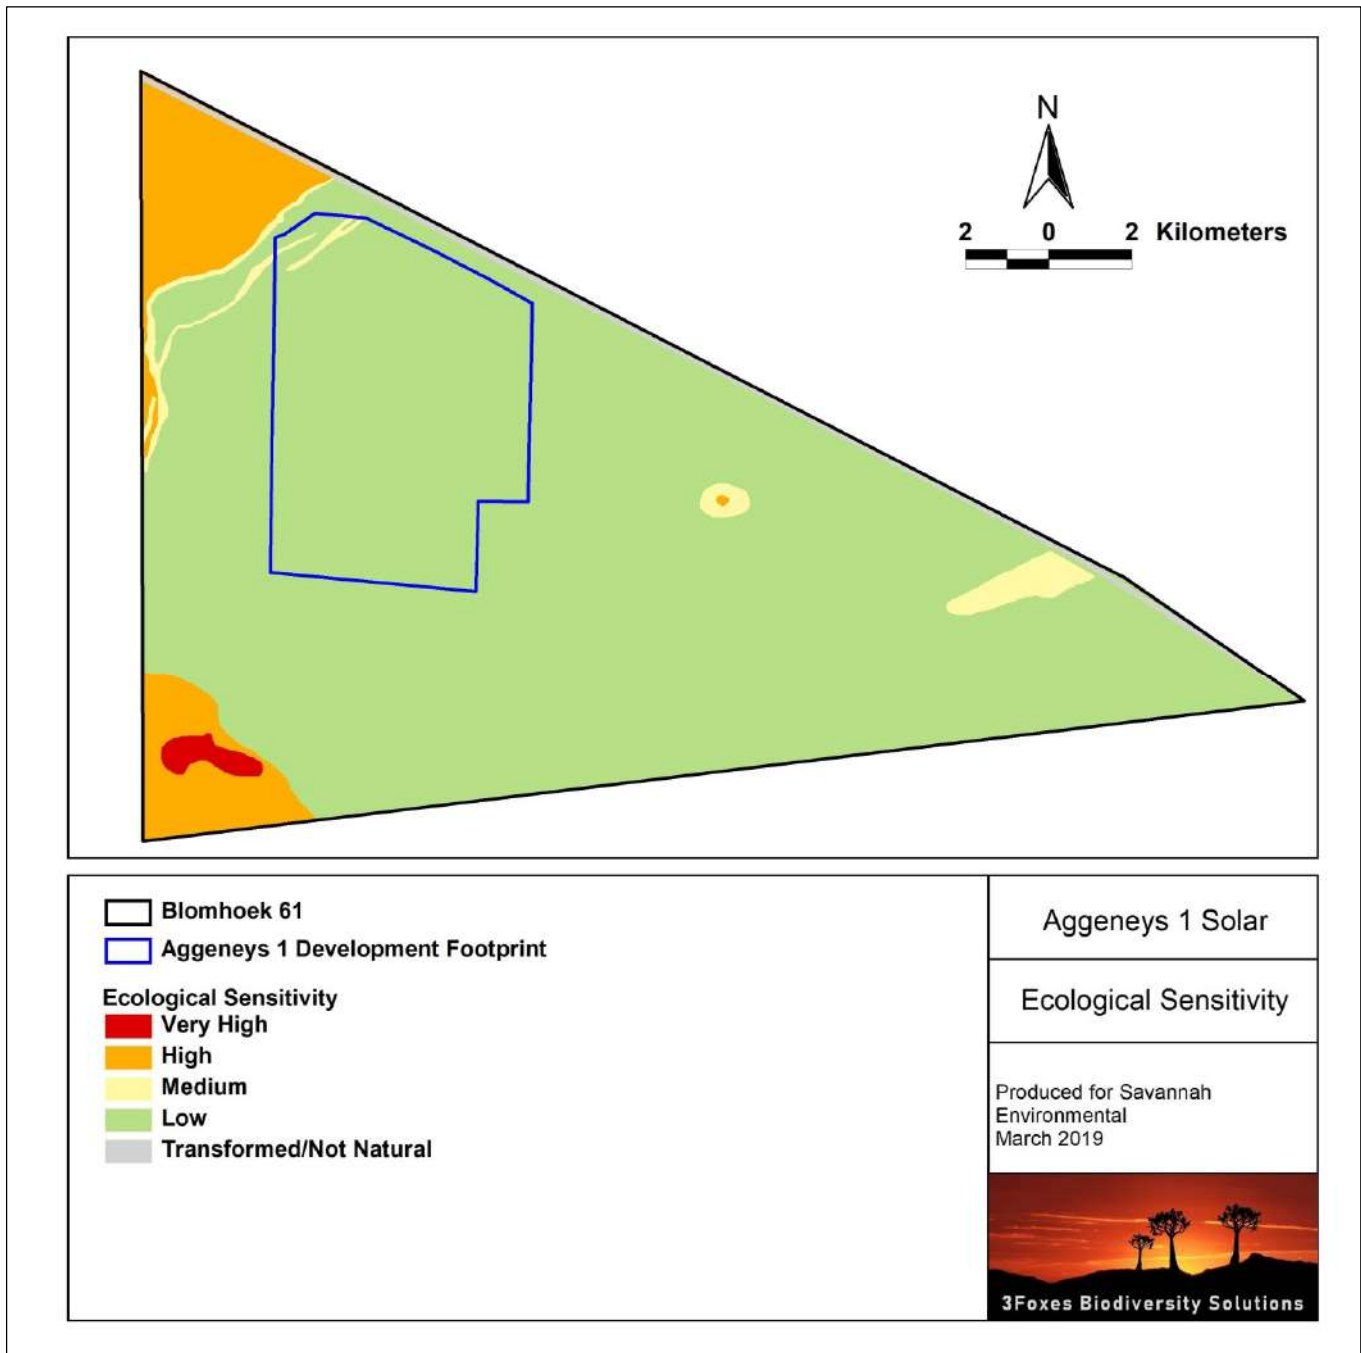 N
2 0 2 Kilometers
Blomhoek 61
Aggeneys 1 Development Footprint
Ecological Sensitivity
Very High
High
Medium
Low
Transformed/Not Natural
Aggeneys 1 Solar
Ecological Sensitivity
Produced for Savannah
Environmental
March 2019
3Foxes Biodiversity Solutions